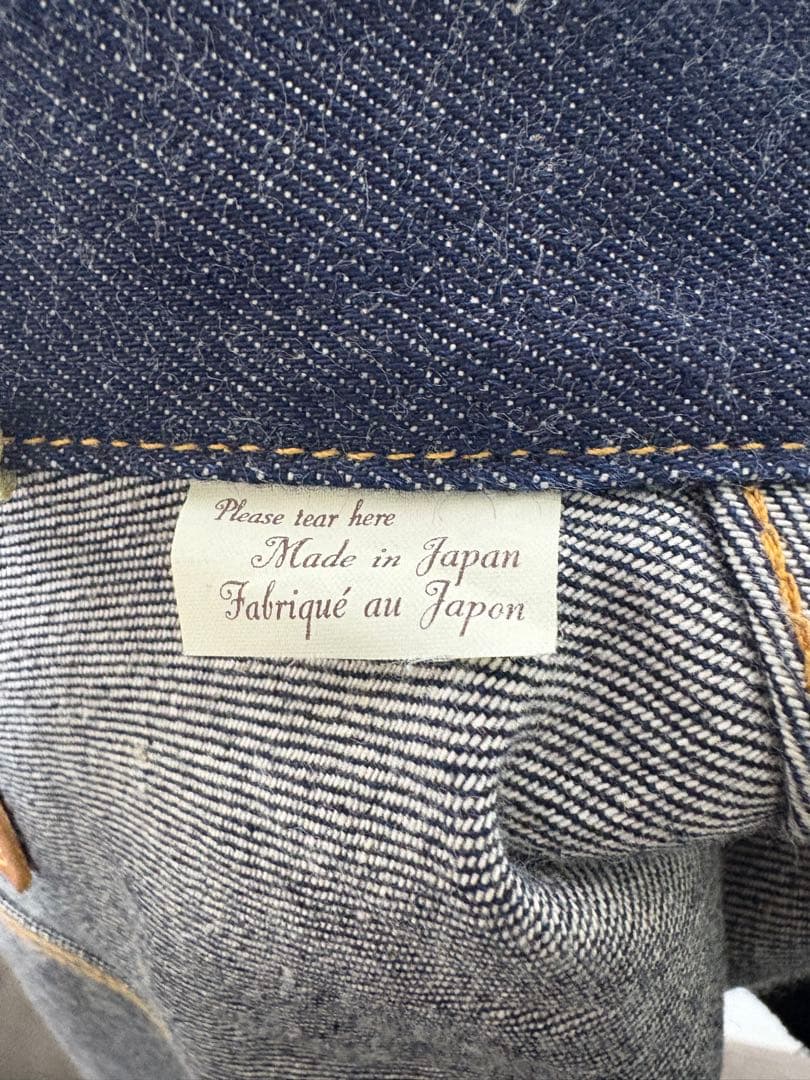 Please tear here
Made in Japan
Fabriqué au Japon